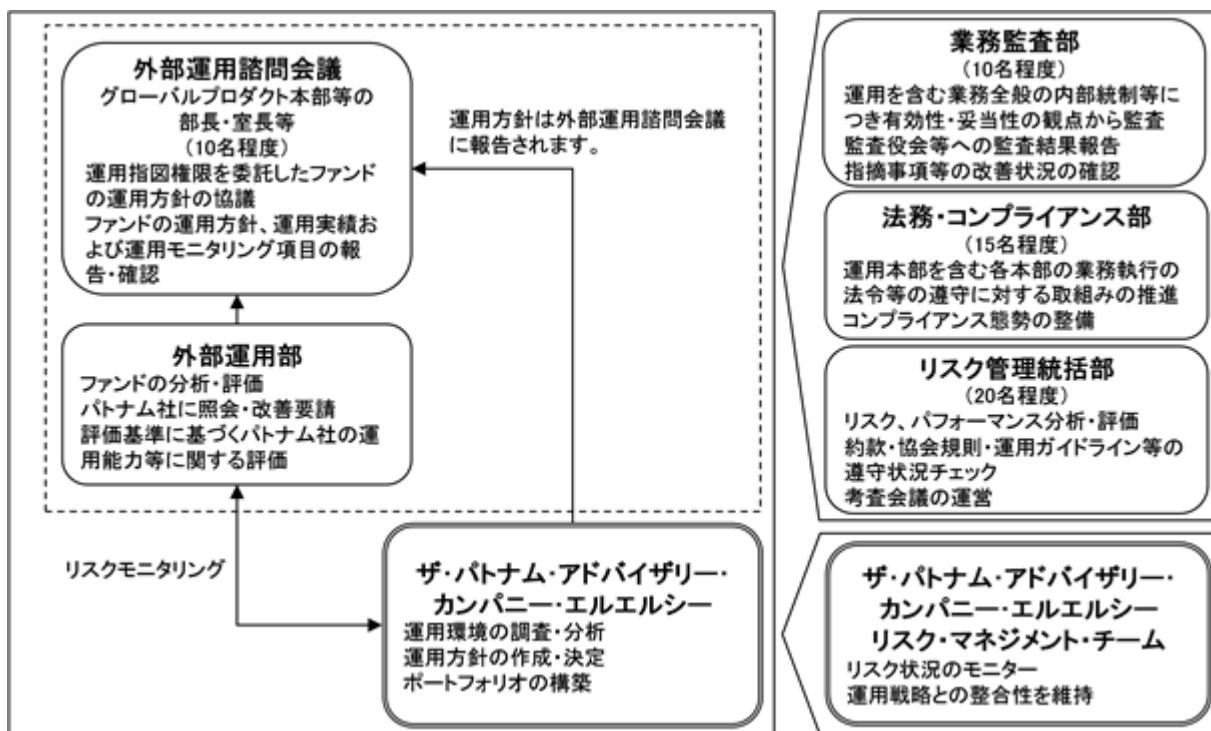 外部運用諮問会議
グローバルプロダクト本部等の
部長・室長等
(10名程度)
運用指図権限を委託したファンド
の運用方針の協議
ファンドの運用方針、運用実績お
よび運用モニタリング項目の報
告・確認
運用方針は外部運用諮問会議
に報告されます。
外部運用部
ファンドの分析・評価
パトナム社に照会・改善要請
評価基準に基づくパトナム社の運
用能力等に関する評価
リスクモニタリング
ザ・パトナム・アドバイザリー・
カンパニー・エルエルシー
運用環境の調査・分析
運用方針の作成・決定
ポートフォリオの構築
業務監査部
(10名程度)
運用を含む業務全般の内部統制等に
つき有効性・妥当性の観点から監査
監査役会等への監査結果報告
指摘事項等の改善状況の確認
法務・コンプライアンス部
(15名程度)
運用本部を含む各本部の業務執行の
法令等の遵守に対する取組みの推進
コンプライアンス態勢の整備
リスク管理統括部
(20名程度)
リスク、パフォーマンス分析・評価
約款・協会規則・運用ガイドライン等の
遵守状況チェック
考査会議の運営
ザ・パトナム・アドバイザリー・
カンパニー・エルエルシー
リスク・マネジメント・チーム
リスク状況のモニター
運用戦略との整合性を維持